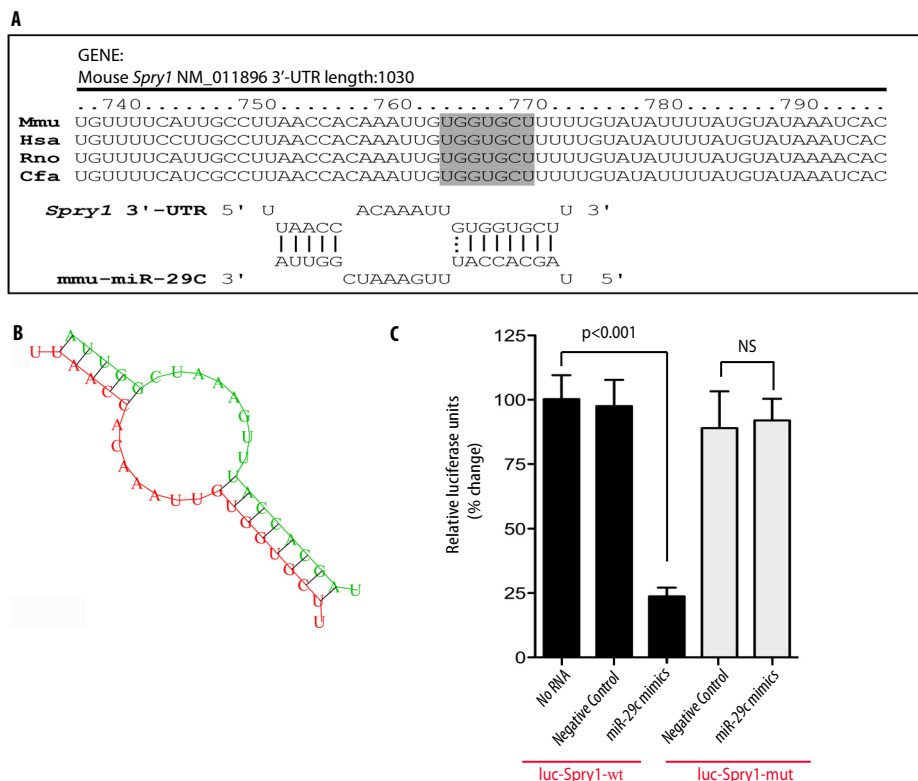 A
GENE:
Mouse Spry1 NM_011896 3'-UTR length:1030
..740.......750.......760.......770.......780.......790......
Mmu UGUUUUCAUUGCCUUAACCACAAAUUGUGGUGCUUUUUGUAUAUUUUAUGUAUAAAUCAC
Hsa UGUUUUCCUUGCCUUAACCACAAAUUGUGGUGCUUUUUGUAUAUUUUAUGUAUAAAUCAC
Rno UGUUUUCAUUGCCUUAACCACAAAUUGUGGUGCUUUUUGUAUAUUUUAUGUAUAAAACAC
Cfa UGUUUUCAUCGCCUUAACCACAAAUUGUGGUGCUUUUUGUAUAUUUUAUGUAUAAAUCAC
Spry1 3'-UTR 5' U ACAAAUU U 3'
UAACC GUGGUGCU
AUUGG UACCACGA
mmu-miR-29C 3' CUAAAGUU U 5'
B
A U U G G C U A A A G U U U A C C A C G A U
U U A A C C A C A A A U U G U G G U G C U U
C
Relative luciferase units
(% change)
125
100
75
50
25
0
p<0.001
NS
No RNA
Negative Control
miR-29c mimics
Negative Control
miR-29c mimics
luc-Spry1-wt
luc-Spry1-mut